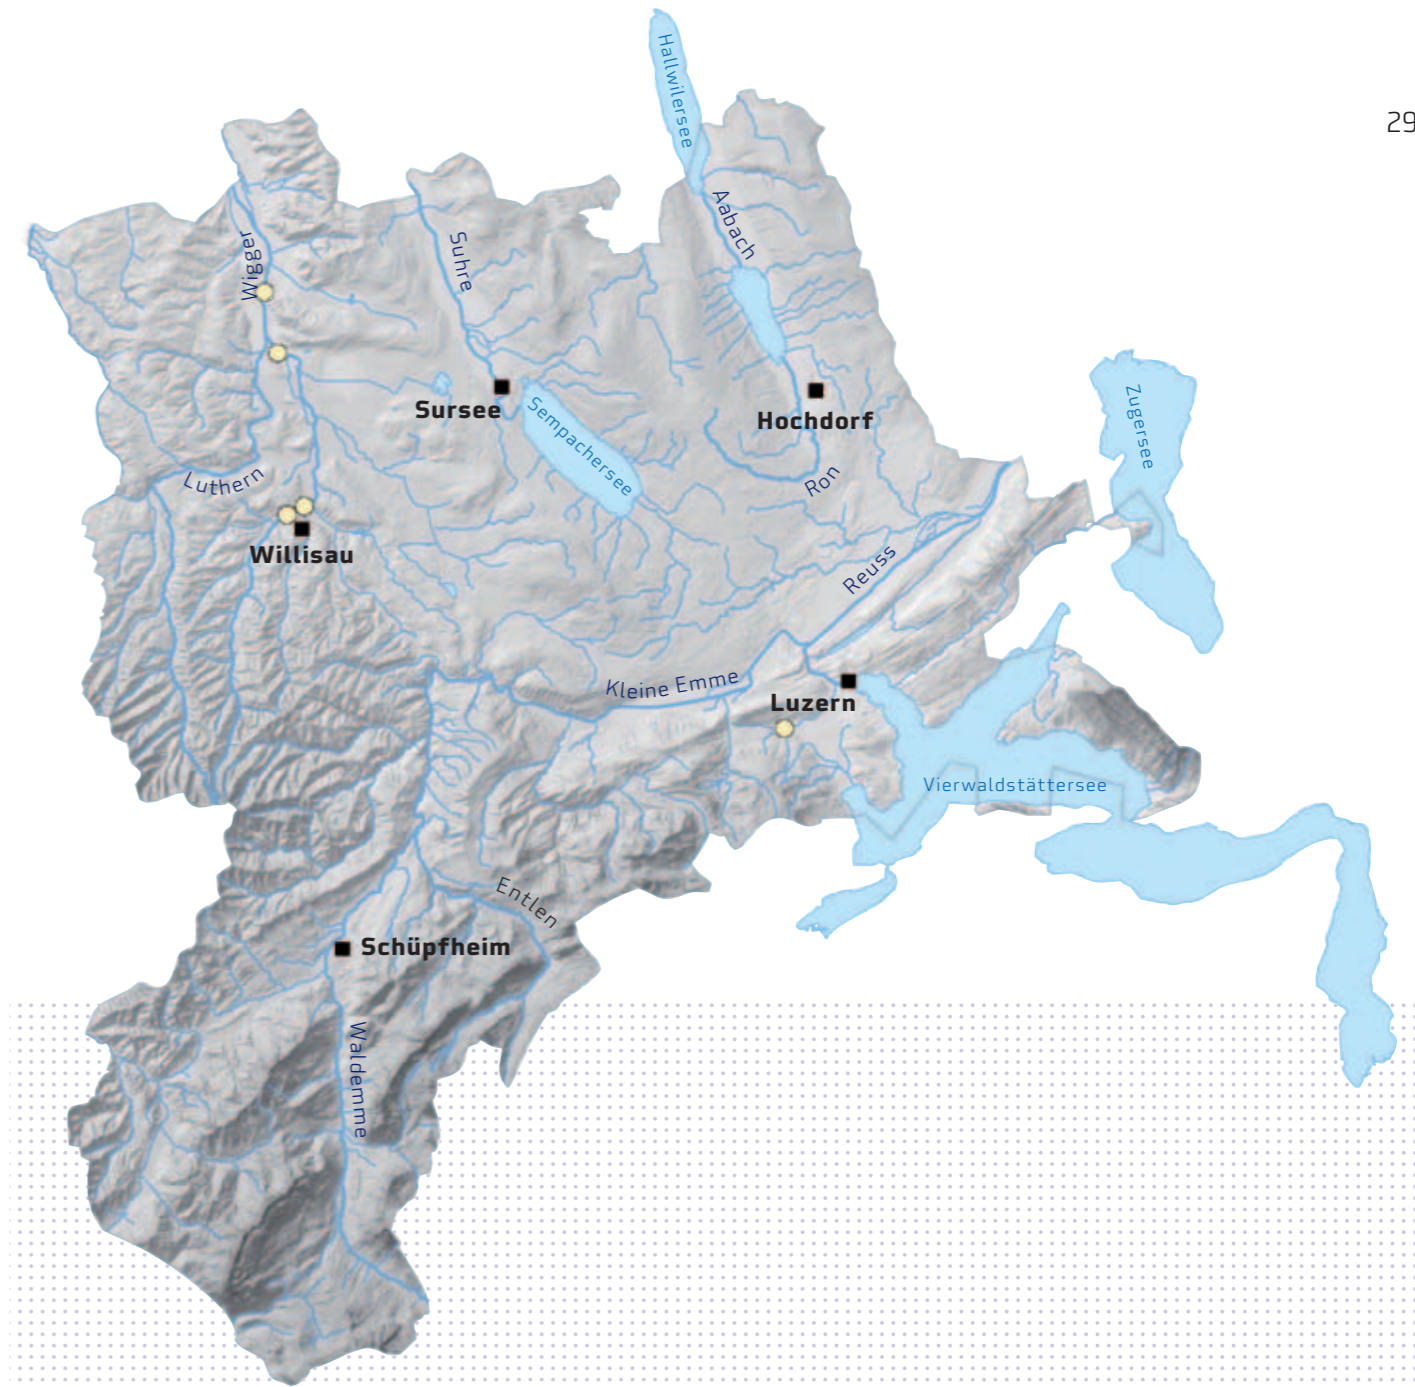 Hallwilersee
29
Aabach
Wigger
Suhre
Zugersee
Sursee
Sempachersee
Hochdorf
Luthern
Ron
Willisau
Reuss
Kleine Emme
Luzern
Vierwaldstättersee
Entlen
Schüpfheim
Waldemme